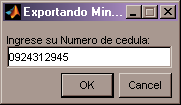 Exportando Min...
Ingrese su Numero de cedula:
0924312945
OK
Cancel